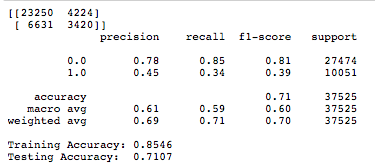 [[23250 4224]
[ 6631 3420]]
precision recall f1-score support
0.0 0.78 0.85 0.81 27474
1.0 0.45 0.34 0.39 10051
accuracy 0.71 37525
macro avg 0.61 0.59 0.60 37525
weighted avg 0.69 0.71 0.70 37525
Training Accuracy: 0.8546
Testing Accuracy: 0.7107